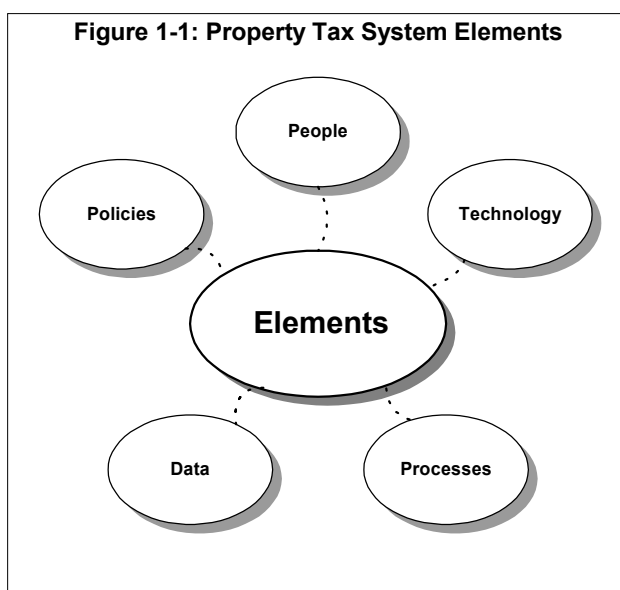 Figure 1-1: Property Tax System Elements
People
Policies
Technology
Elements
Data
Processes